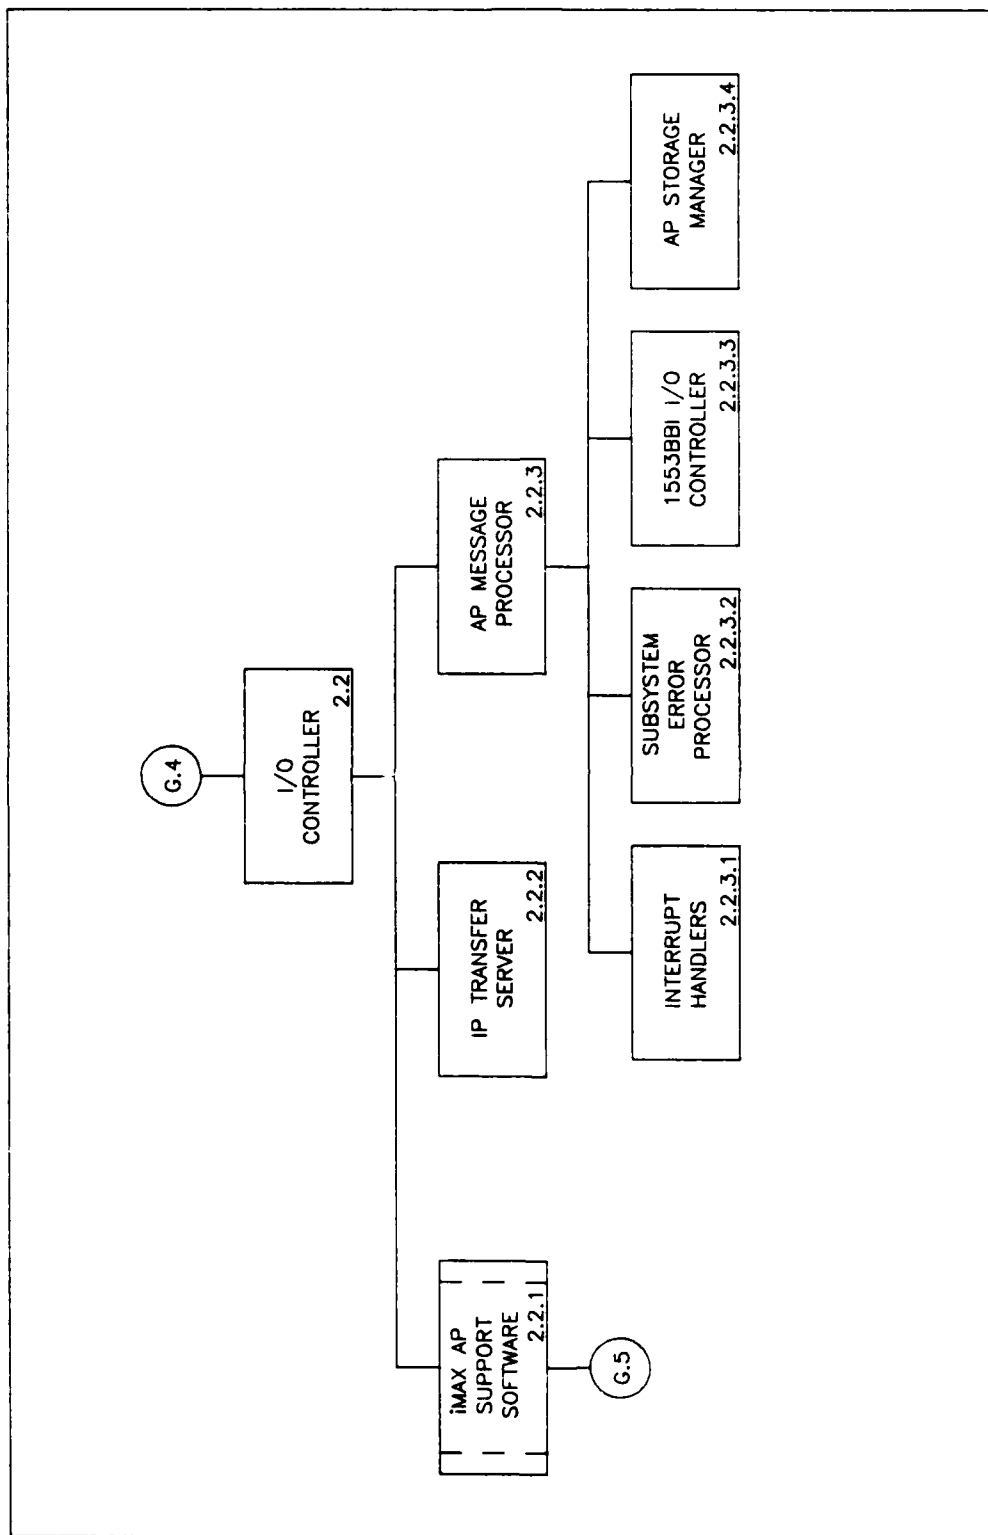 G.4
I/O
CONTROLLER
2.2
iMAX AP
SUPPORT
SOFTWARE
2.2.1
IP TRANSFER
SERVER
2.2.2
AP MESSAGE
PROCESSOR
2.2.3
G.5
INTERRUPT
HANDLERS
2.2.3.1
SUBSYSTEM
ERROR
PROCESSOR
2.2.3.2
1553BBI I/O
CONTROLLER
2.2.3.3
AP STORAGE
MANAGER
2.2.3.4